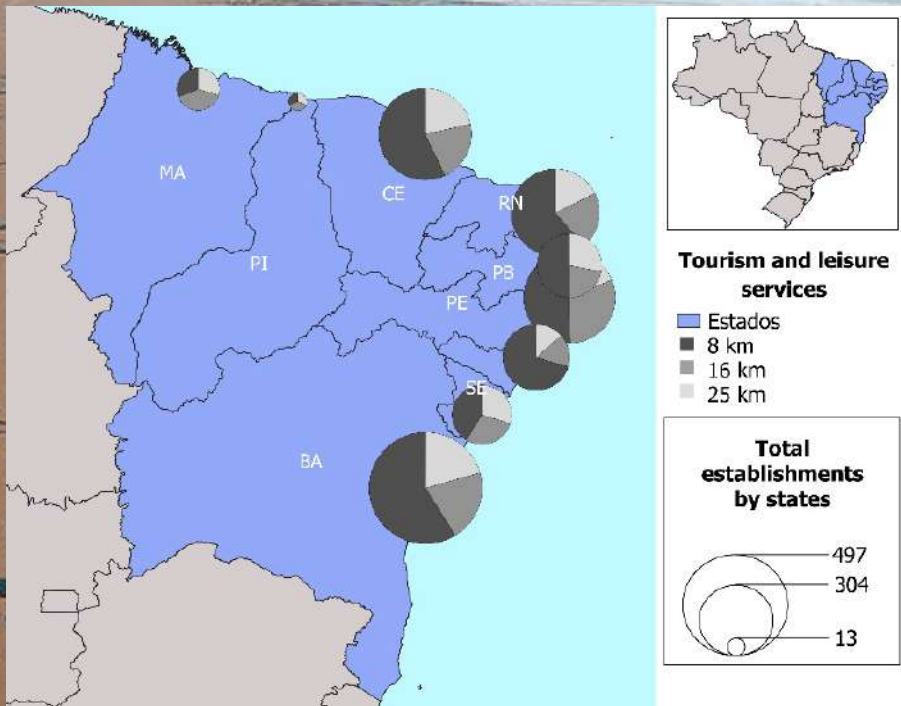 MA
CE
RN
PI
PB
PE
SE
BA
Tourism and leisure
services
Estados
8 km
16 km
25 km
Total
establishments
by states
497
304
13